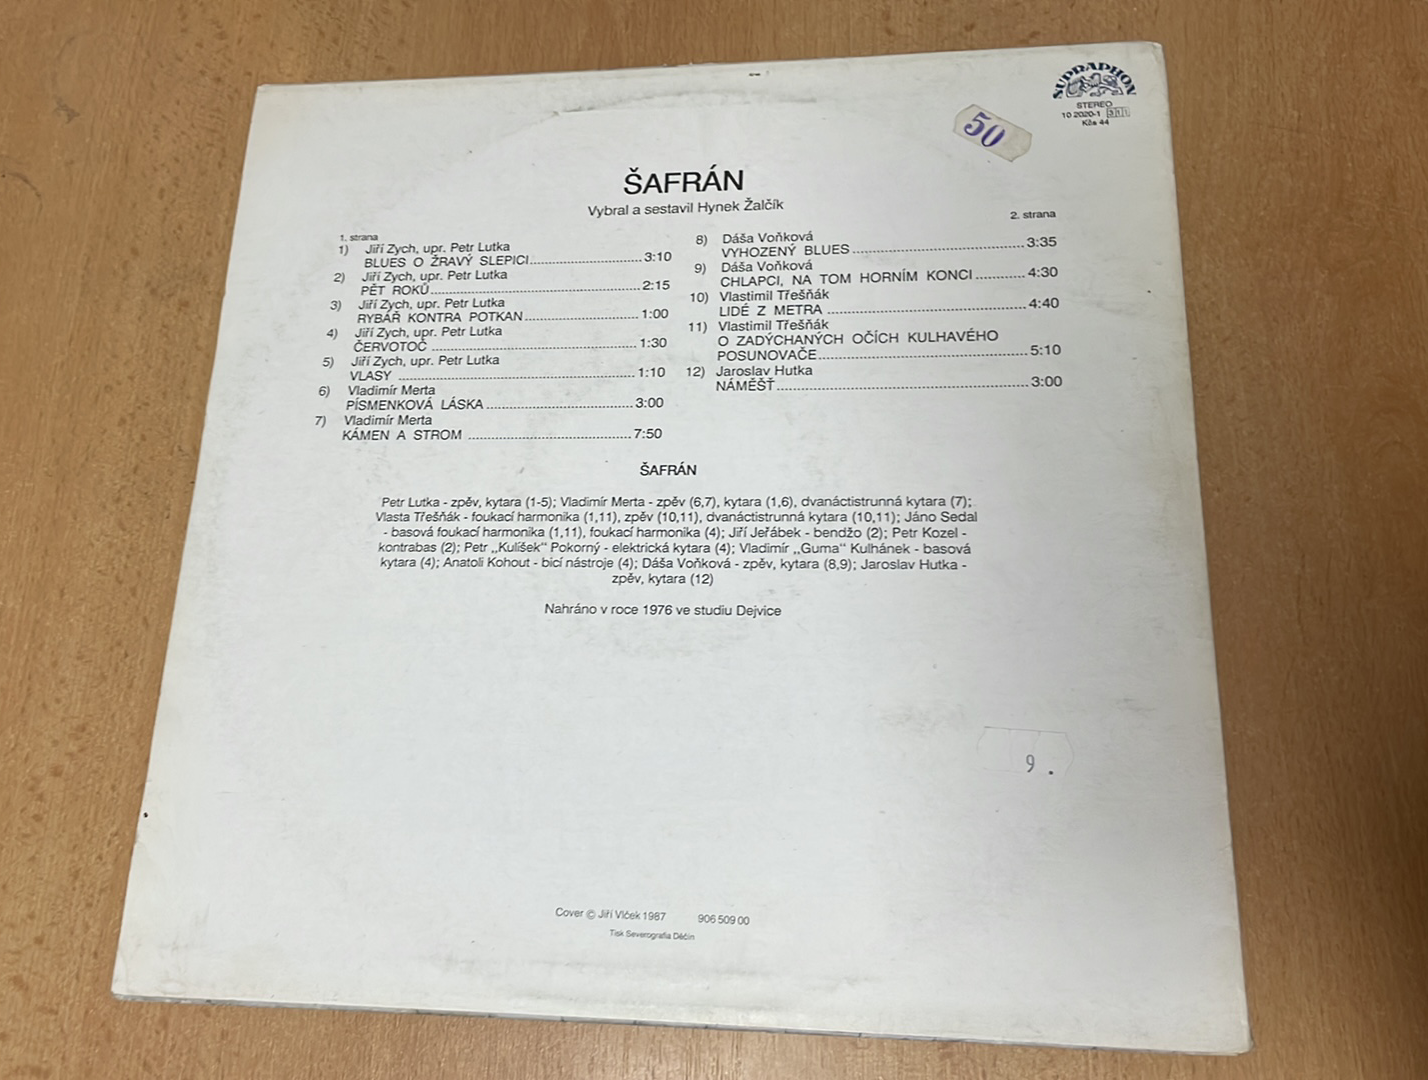 SUPRAPHON
STEREO
10 2020-1 311
Kčs 44
50
ŠAFRÁN
Vybral a sestavil Hynek Žalčík
1. strana
1) Jiří Zych, upr. Petr Lutka
BLUES O ŽRAVÝ SLEPICI 3:10
2) Jiří Zych, upr. Petr Lutka
PĚT ROKŮ 2:15
3) Jiří Zych, upr. Petr Lutka
RYBÁŘ KONTRA POTKAN 1:00
4) Jiří Zych, upr. Petr Lutka
ČERVOTOČ 1:30
5) Jiří Zych, upr. Petr Lutka
VLASY 1:10
6) Vladimír Merta
PÍSMENKOVÁ LÁSKA 3:00
7) Vladimír Merta
KÁMEN A STROM 7:50
2. strana
8) Dáša Voňková
VYHOZENÝ BLUES 3:35
9) Dáša Voňková
CHLAPCI, NA TOM HORNÍM KONCI 4:30
10) Vlastimil Třešňák
LIDÉ Z METRA 4:40
11) Vlastimil Třešňák
O ZADÝCHANÝCH OČÍCH KULHAVÉHO
POSUNOVAČE 5:10
12) Jaroslav Hutka
NÁMĚŠŤ 3:00
ŠAFRÁN
Petr Lutka - zpěv, kytara (1-5); Vladimír Merta - zpěv (6,7), kytara (1,6), dvanáctistrunná kytara (7);
Vlasta Třešňák - foukací harmonika (1,11), zpěv (10,11), dvanáctistrunná kytara (10,11); Jáno Sedal
- basová foukací harmonika (1,11), foukací harmonika (4); Jiří Jeřábek - bendžo (2); Petr Kozel -
kontrabas (2); Petr „Kulíšek“ Pokorný - elektrická kytara (4); Vladimír „Guma“ Kulhánek - basová
kytara (4); Anatoli Kohout - bicí nástroje (4); Dáša Voňková - zpěv, kytara (8,9); Jaroslav Hutka -
zpěv, kytara (12)
Nahráno v roce 1976 ve studiu Dejvice
9.
Cover © Jiří Vlček 1987 906 509 00
Tisk Severografia Děčín